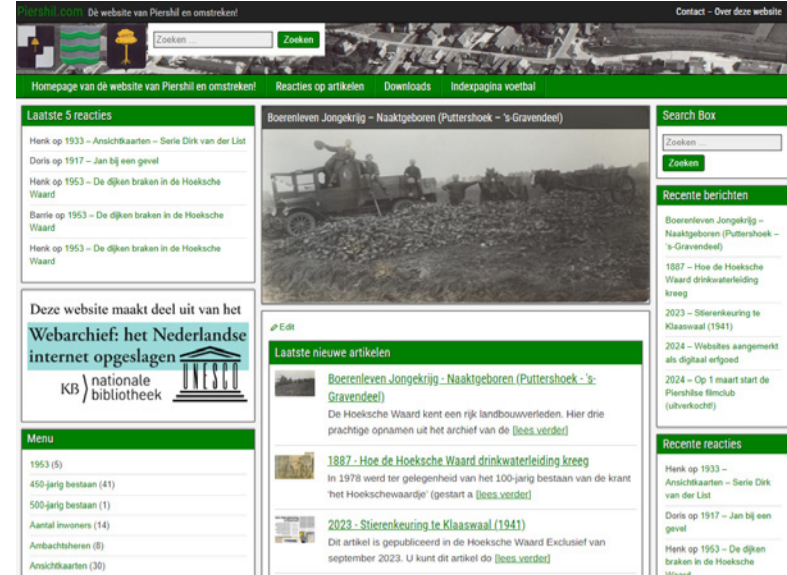 Piershil.com Dè website van Piershil en omstreken!
Contact – Over deze website
Zoeken ...
Zoeken
Homepage van dè website van Piershil en omstreken!
Reacties op artikelen
Downloads
Indexpagina voetbal
Laatste 5 reacties
Henk op 1933 – Ansichtkaarten – Serie Dirk van der List
Doris op 1917 – Jan bij een gevel
Henk op 1953 – De dijken braken in de Hoeksche
Waard
Barrie op 1953 – De dijken braken in de Hoeksche
Waard
Henk op 1953 – De dijken braken in de Hoeksche
Waard
Deze website maakt deel uit van het
Webarchief: het Nederlandse
internet opgeslagen
UNESCO
KB nationale
bibliotheek
Menu
1953 (5)
450-jarig bestaan (41)
500-jarig bestaan (1)
Aantal inwoners (14)
Ambachtsheren (8)
Ansichtkaarten (30)
Boerenleven Jongekrijg – Naaktgeboren (Puttershoek – 's-Gravendeel)
Edit
Laatste nieuwe artikelen
Boerenleven Jongekrijg - Naaktgeboren (Puttershoek - 's-
Gravendeel)
De Hoeksche Waard kent een rijk landbouwverleden. Hier drie
prachtige opnamen uit het archief van de [lees verder]
1887 - Hoe de Hoeksche Waard drinkwaterleiding kreeg
In 1978 werd ter gelegenheid van het 100-jarig bestaan van de krant
'het Hoekschewaardje' (gestart a [lees verder]
2023 - Stierenkeuring te Klaaswaal (1941)
Dit artikel is gepubliceerd in de Hoeksche Waard Exclusief van
september 2023. U kunt dit artikel do [lees verder]
Search Box
Zoeken ...
Zoeken
Recente berichten
Boerenleven Jongekrijg –
Naaktgeboren (Puttershoek –
's-Gravendeel)
1887 – Hoe de Hoeksche
Waard drinkwaterleiding
kreeg
2023 – Stierenkeuring te
Klaaswaal (1941)
2024 – Websites aangemerkt
als digitaal erfgoed
2024 – Op 1 maart start de
Piershilse filmclub
(uitverkocht!)
Recente reacties
Henk op 1933 –
Ansichtkaarten – Serie Dirk
van der List
Doris op 1917 – Jan bij een
gevel
Henk op 1953 – De dijken
braken in de Hoeksche
Waard